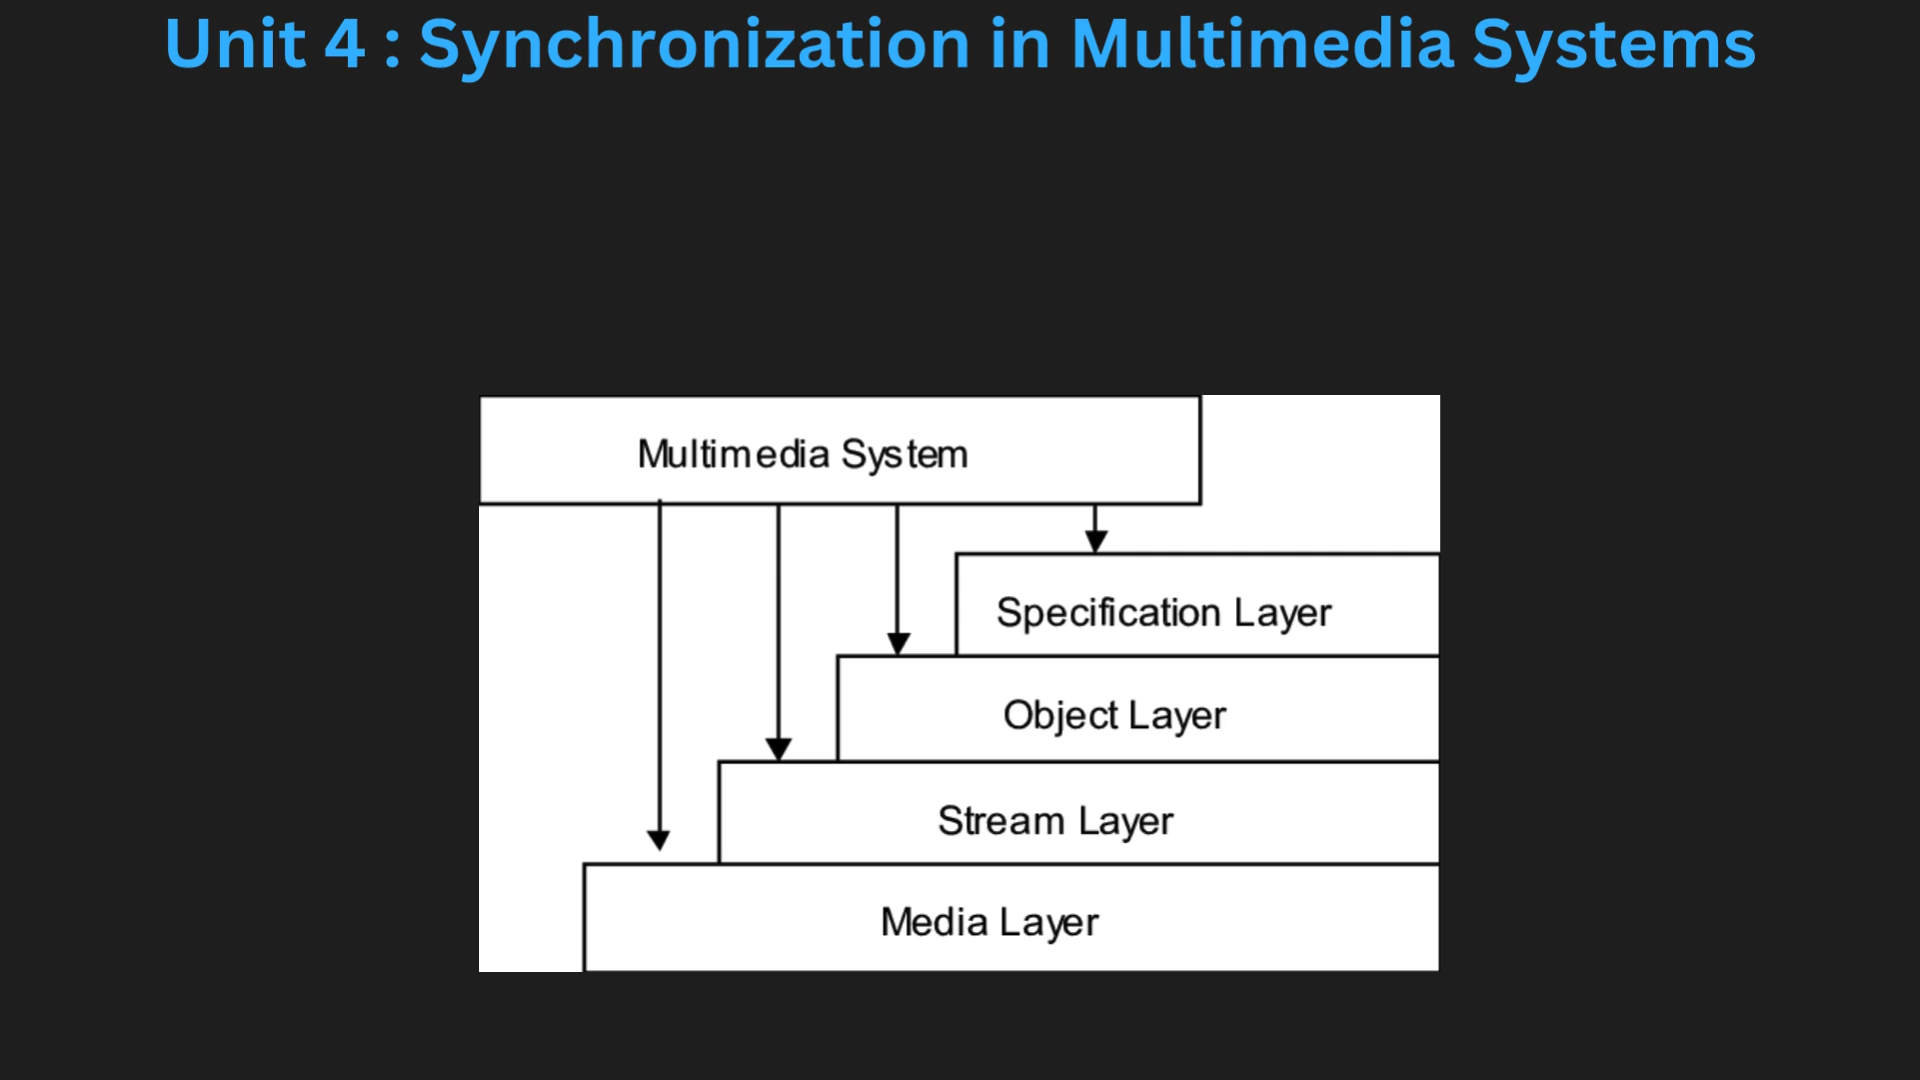 Unit 4 : Synchronization in Multimedia Systems
Multimedia System
Specification Layer
Object Layer
Stream Layer
Media Layer